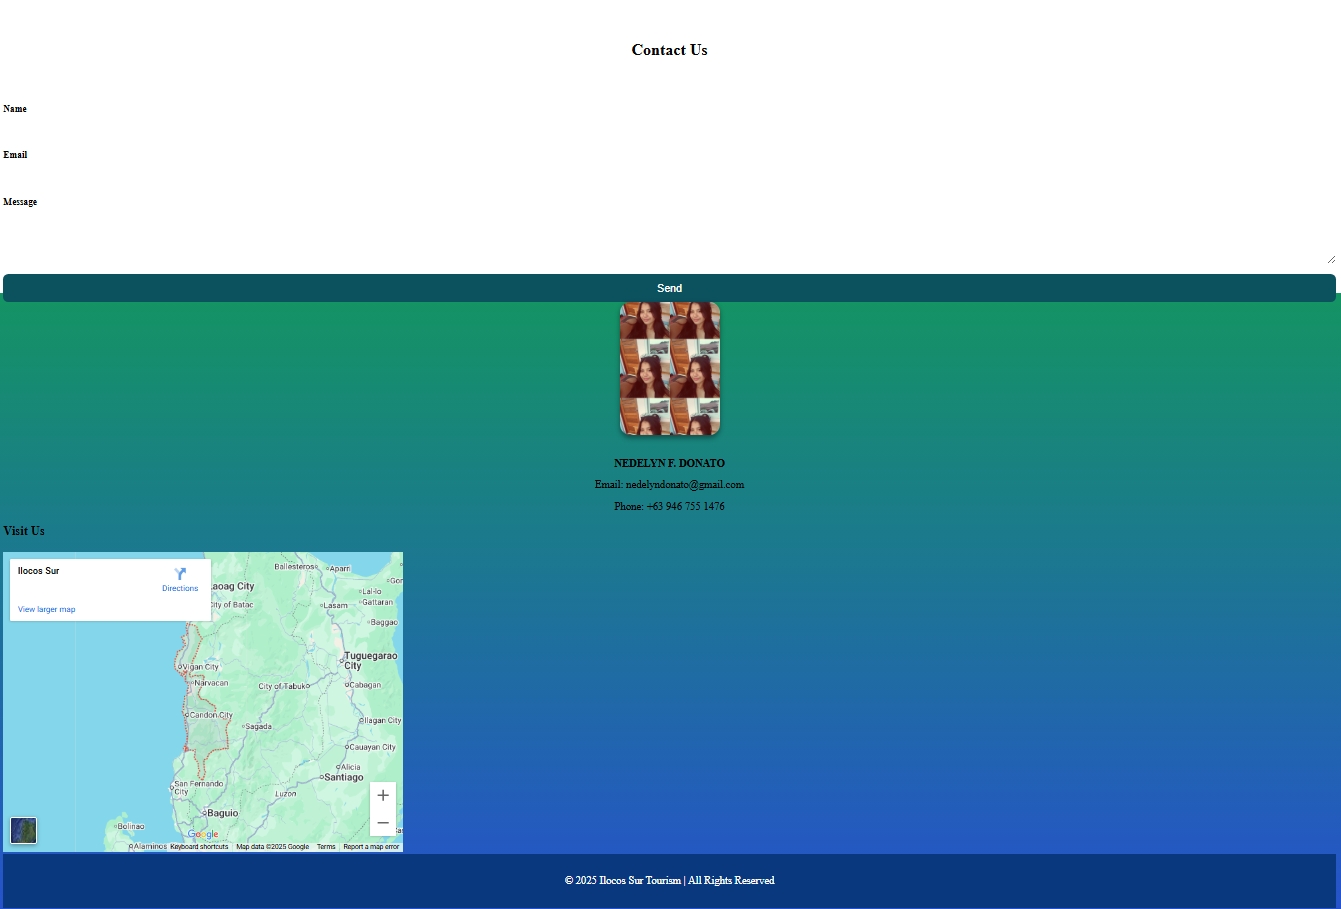 Contact Us
Name
Email
Message
Send
NEDELYN F. DONATO
Email: nedelyndonato@gmail.com
Phone: +63 946 755 1476
Visit Us
Ilocos Sur
Directions
View larger map
Ballesteros
Aparri
Laoag City
Lal-lo
City of Batac
Lasam
Gattaran
Baggao
Tuguegarao
City
Vigan City
Narvacan
City of Tabuk
Cabagan
Candon City
Ilagan City
Sagada
Cauayan City
Alicia
Santiago
San Fernando
City
Luzon
Baguio
Bolinao
Google
Alaminos
Keyboard shortcuts
Map data ©2025 Google
Terms
Report a map error
© 2025 Ilocos Sur Tourism | All Rights Reserved